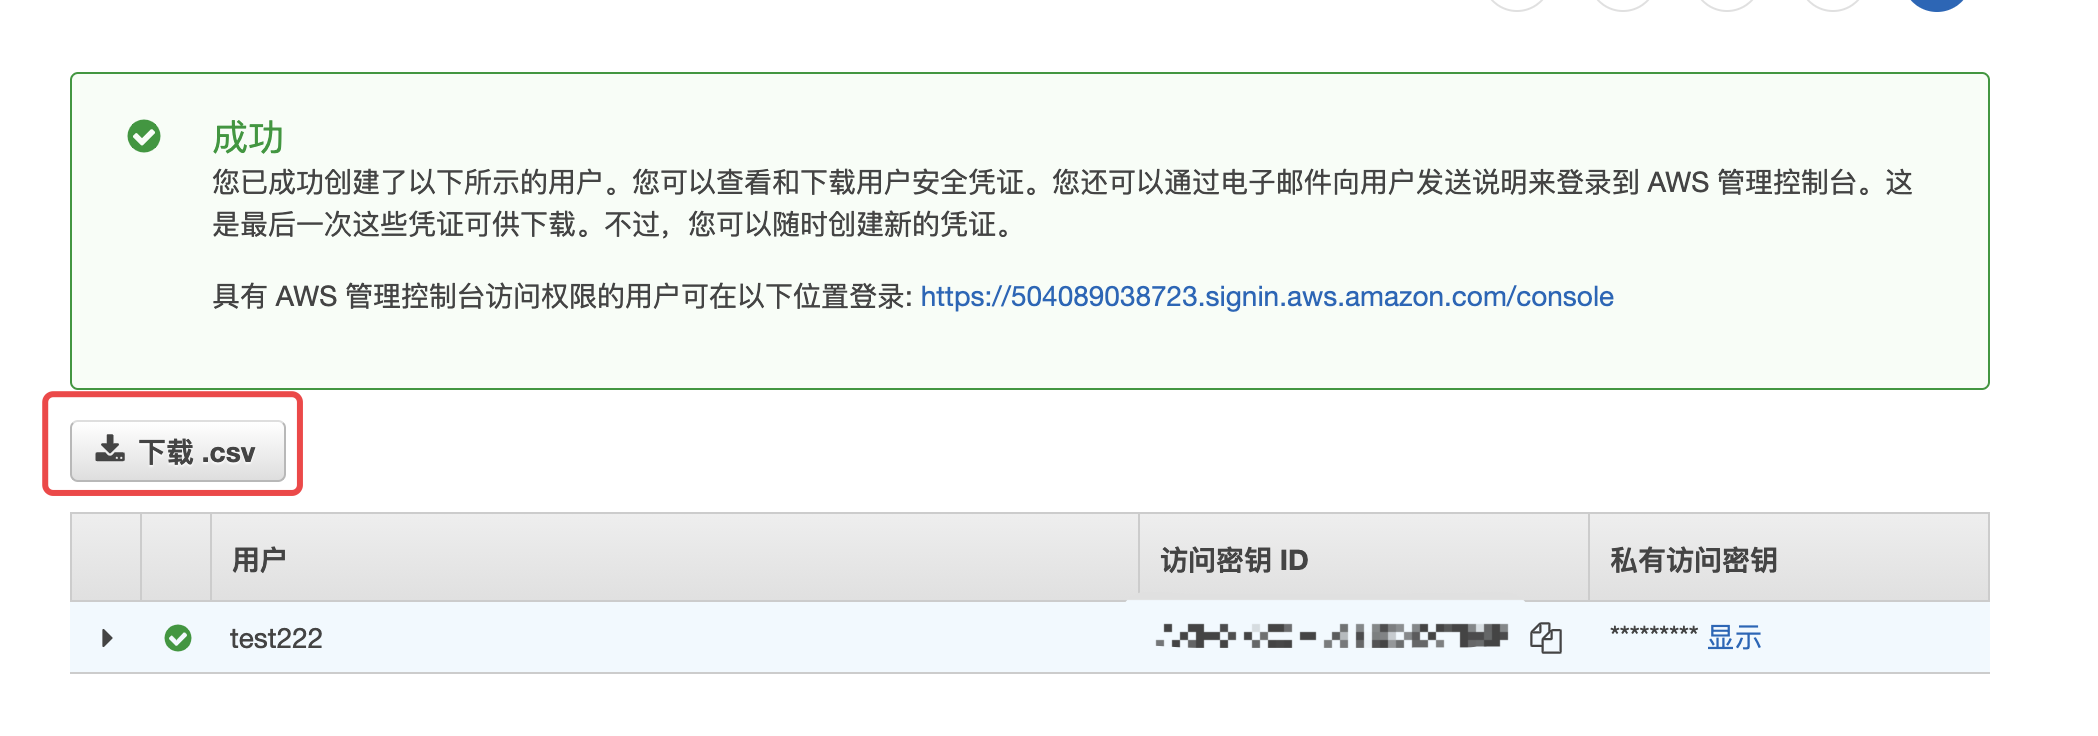 成功
您已成功创建了以下所示的用户。您可以查看和下载用户安全凭证。您还可以通过电子邮件向用户发送说明来登录到 AWS 管理控制台。这
是最后一次这些凭证可供下载。不过，您可以随时创建新的凭证。
具有 AWS 管理控制台访问权限的用户可在以下位置登录: https://504089038723.signin.aws.amazon.com/console
下载 .csv
用户 访问密钥 ID 私有访问密钥
test222 ********* 显示